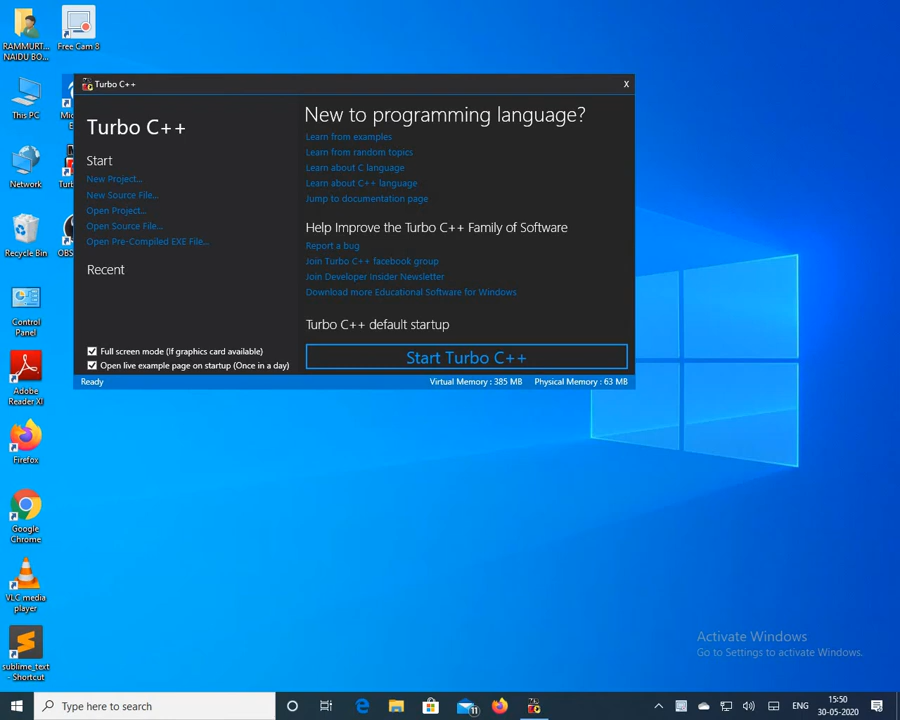 RAMMURT...
NAIDU BO...
Free Cam 8
This PC
Network
Recycle Bin
Control
Panel
Adobe
Reader XI
Firefox
Google
Chrome
VLC media
player
sublime_text
- Shortcut
Turbo C++
X
Turbo C++
Start
New Project...
New Source File...
Open Project...
Open Source File...
Open Pre-Compiled EXE File...
Recent
Full screen mode (If graphics card available)
Open live example page on startup (Once in a day)
New to programming language?
Learn from examples
Learn from random topics
Learn about C language
Learn about C++ language
Jump to documentation page
Help Improve the Turbo C++ Family of Software
Report a bug
Join Turbo C++ facebook group
Join Developer Insider Newsletter
Download more Educational Software for Windows
Turbo C++ default startup
Start Turbo C++
Ready
Virtual Memory : 385 MB
Physical Memory : 63 MB
Activate Windows
Go to Settings to activate Windows.
Type here to search
11
ENG
15:50
30-05-2020